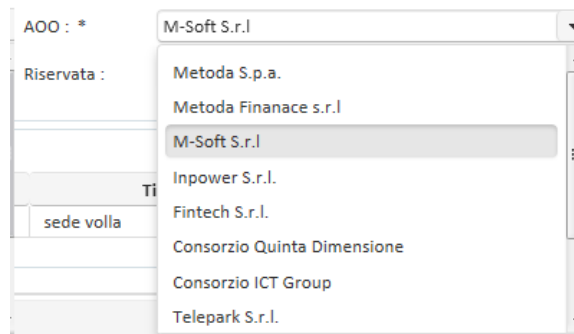 AOO : *
M-Soft S.r.l
Riservata :
Metoda S.p.a.
Metoda Finanace s.r.l
M-Soft S.r.l
Inpower S.r.l.
Ti
Fintech S.r.l.
sede volla
Consorzio Quinta Dimensione
Consorzio ICT Group
Telepark S.r.l.